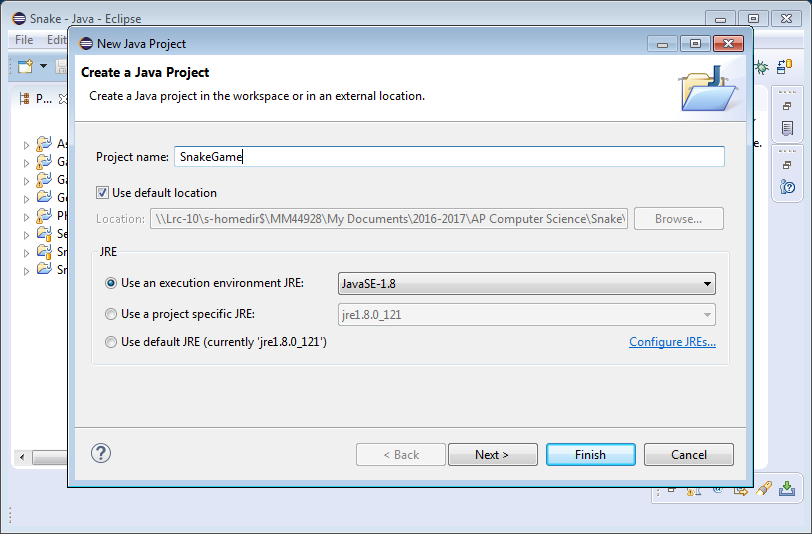 Snake - Java - Eclipse
File Edit
New Java Project
Create a Java Project
Create a Java project in the workspace or in an external location.
P...
As
Ga
Ga
Ge
Ph
Se
Sn
Sn
e.
Project name: SnakeGame
Use default location
Location: \\Lrc-10\s-homedir$\MM44928\My Documents\2016-2017\AP Computer Science\Snake\ Browse...
JRE
Use an execution environment JRE: JavaSE-1.8
Use a project specific JRE: jre1.8.0_121
Use default JRE (currently 'jre1.8.0_121') Configure JREs...
? < Back Next > Finish Cancel